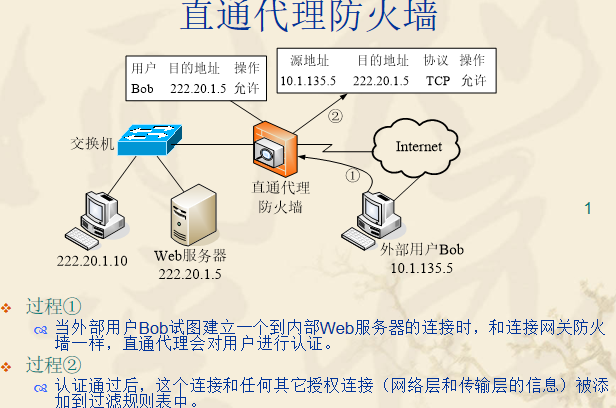 直通代理防火墙
用户 目的地址 操作
Bob 222.20.1.5 允许
源地址 目的地址 协议 操作
10.1.135.5 222.20.1.5 TCP 允许
②
交换机
Internet
①
直通代理
防火墙
1
222.20.1.10
Web服务器
222.20.1.5
外部用户Bob
10.1.135.5
过程①
当外部用户Bob试图建立一个到内部Web服务器的连接时，和连接网关防火
墙一样，直通代理会对用户进行认证。
过程②
认证通过后，这个连接和任何其它授权连接（网络层和传输层的信息）被添
加到过滤规则表中。